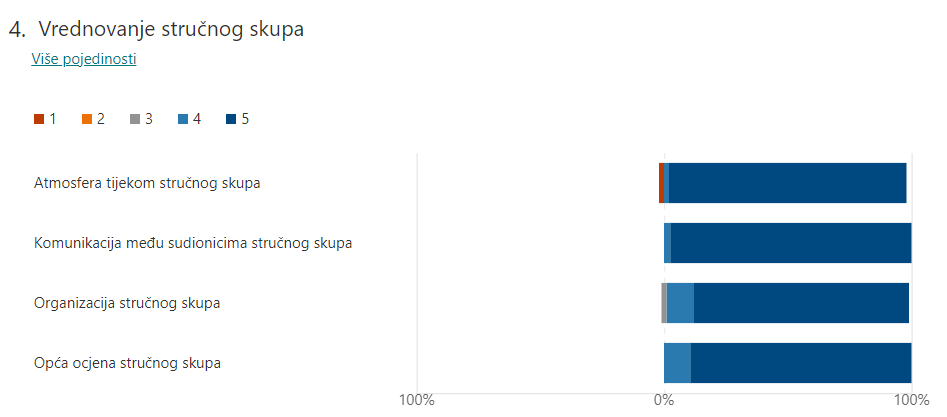 4. Vrednovanje stručnog skupa
Više pojedinosti
1 2 3 4 5
Atmosfera tijekom stručnog skupa
Komunikacija među sudionicima stručnog skupa
Organizacija stručnog skupa
Opća ocjena stručnog skupa
100% 0% 100%